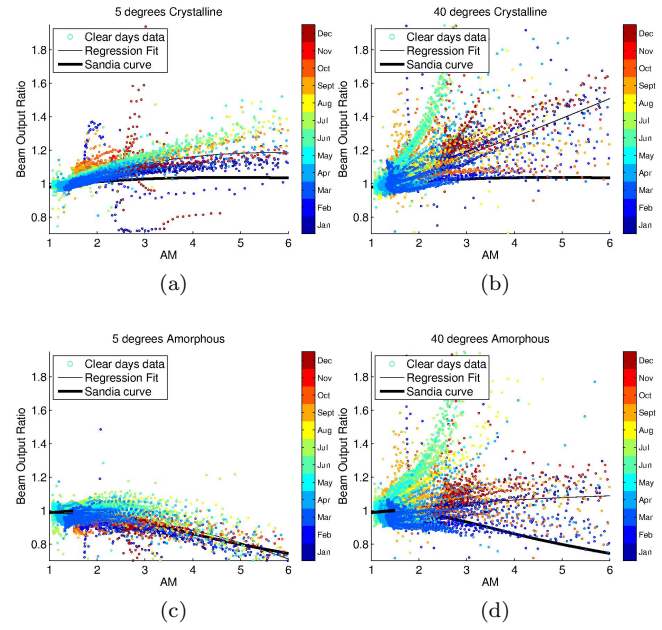 5 degrees Crystalline
Clear days data
Regression Fit
Sandia curve
Beam Output Ratio
1.8
1.6
1.4
1.2
1
0.8
1 2 3 4 5 6
AM
Dec
Nov
Oct
Sept
Aug
Jul
Jun
May
Apr
Mar
Feb
Jan
(a)
40 degrees Crystalline
Clear days data
Regression Fit
Sandia curve
Beam Output Ratio
1.8
1.6
1.4
1.2
1
0.8
1 2 3 4 5 6
AM
Dec
Nov
Oct
Sept
Aug
Jul
Jun
May
Apr
Mar
Feb
Jan
(b)
5 degrees Amorphous
Clear days data
Regression Fit
Sandia curve
Beam Output Ratio
1.8
1.6
1.4
1.2
1
0.8
1 2 3 4 5 6
AM
Dec
Nov
Oct
Sept
Aug
Jul
Jun
May
Apr
Mar
Feb
Jan
(c)
40 degrees Amorphous
Clear days data
Regression Fit
Sandia curve
Beam Output Ratio
1.8
1.6
1.4
1.2
1
0.8
1 2 3 4 5 6
AM
Dec
Nov
Oct
Sept
Aug
Jul
Jun
May
Apr
Mar
Feb
Jan
(d)